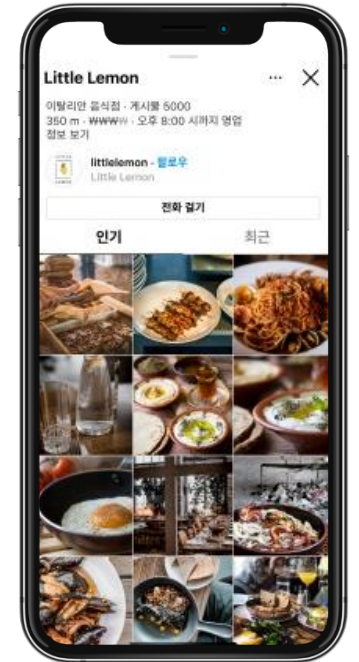 Little Lemon
이탈리안 음식점 · 게시물 5000
350 m · ₩₩₩₩ · 오후 8:00 시까지 영업
정보 보기
littlelemon · 팔로우
Little Lemon
전화 걸기
인기
최근